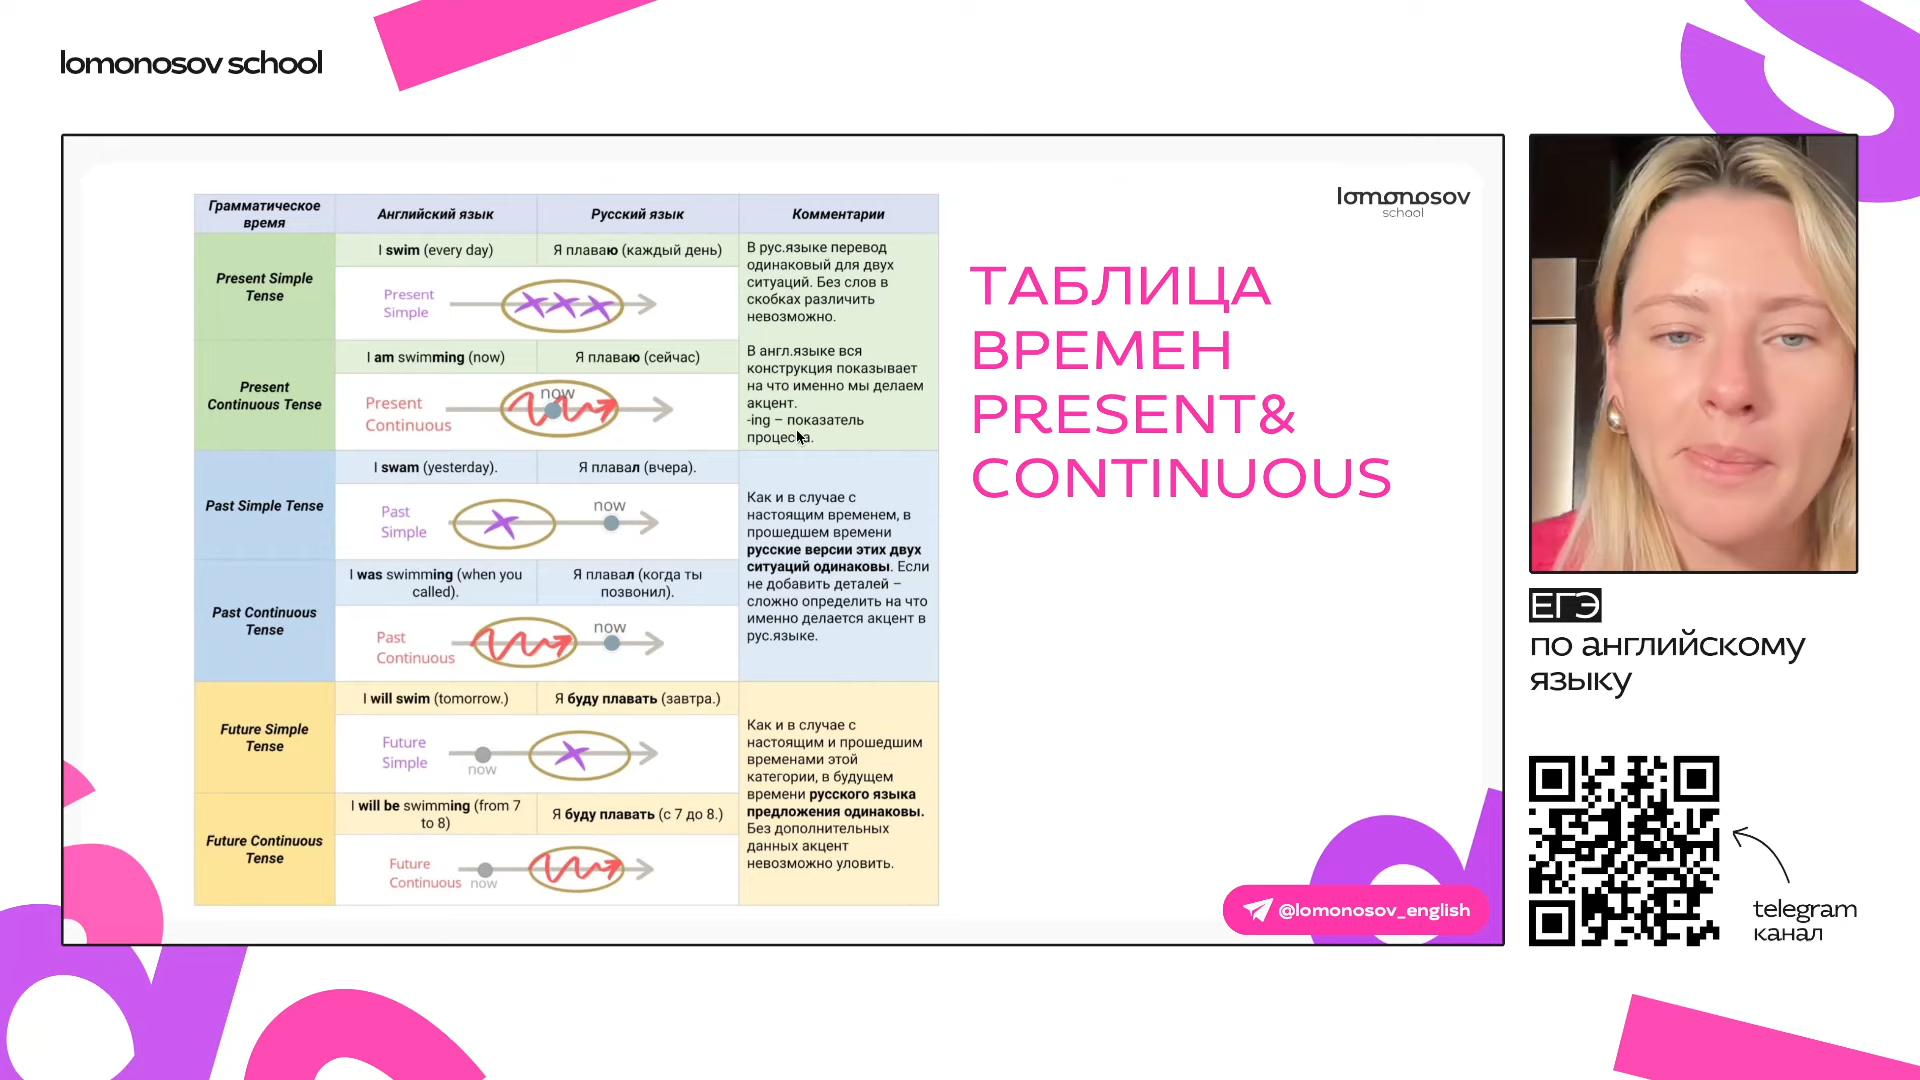 lomonosov school
lomonosov
school
Грамматическое
время
Английский язык
Русский язык
Комментарии
Present Simple
Tense
I swim (every day)
Я плаваю (каждый день)
Present
Simple
В рус.языке перевод
одинаковый для двух
ситуаций. Без слов в
скобках различить
невозможно.
В англ.языке вся
конструкция показывает
на что именно мы делаем
акцент.
-ing – показатель
процесса.
Present
Continuous Tense
I am swimming (now)
Я плаваю (сейчас)
Present
Continuous
now
Past Simple Tense
I swam (yesterday).
Я плавал (вчера).
Past
Simple
now
Как и в случае с
настоящим временем, в
прошедшем времени
русские версии этих двух
ситуаций одинаковы. Если
не добавить деталей –
сложно определить на что
именно делается акцент в
рус.языке.
Past Continuous
Tense
I was swimming (when you
called).
Я плавал (когда ты
позвонил).
Past
Continuous
now
Future Simple
Tense
I will swim (tomorrow.)
Я буду плавать (завтра.)
Future
Simple
now
Как и в случае с
настоящим и прошедшим
временами этой
категории, в будущем
времени русского языка
предложения одинаковы.
Без дополнительных
данных акцент
невозможно уловить.
Future Continuous
Tense
I will be swimming (from 7
to 8)
Я буду плавать (с 7 до 8.)
Future
Continuous
now
ТАБЛИЦА
ВРЕМЕН
PRESENT&
CONTINUOUS
@lomonosov_english
ЕГЭ
по английскому
языку
telegram
канал